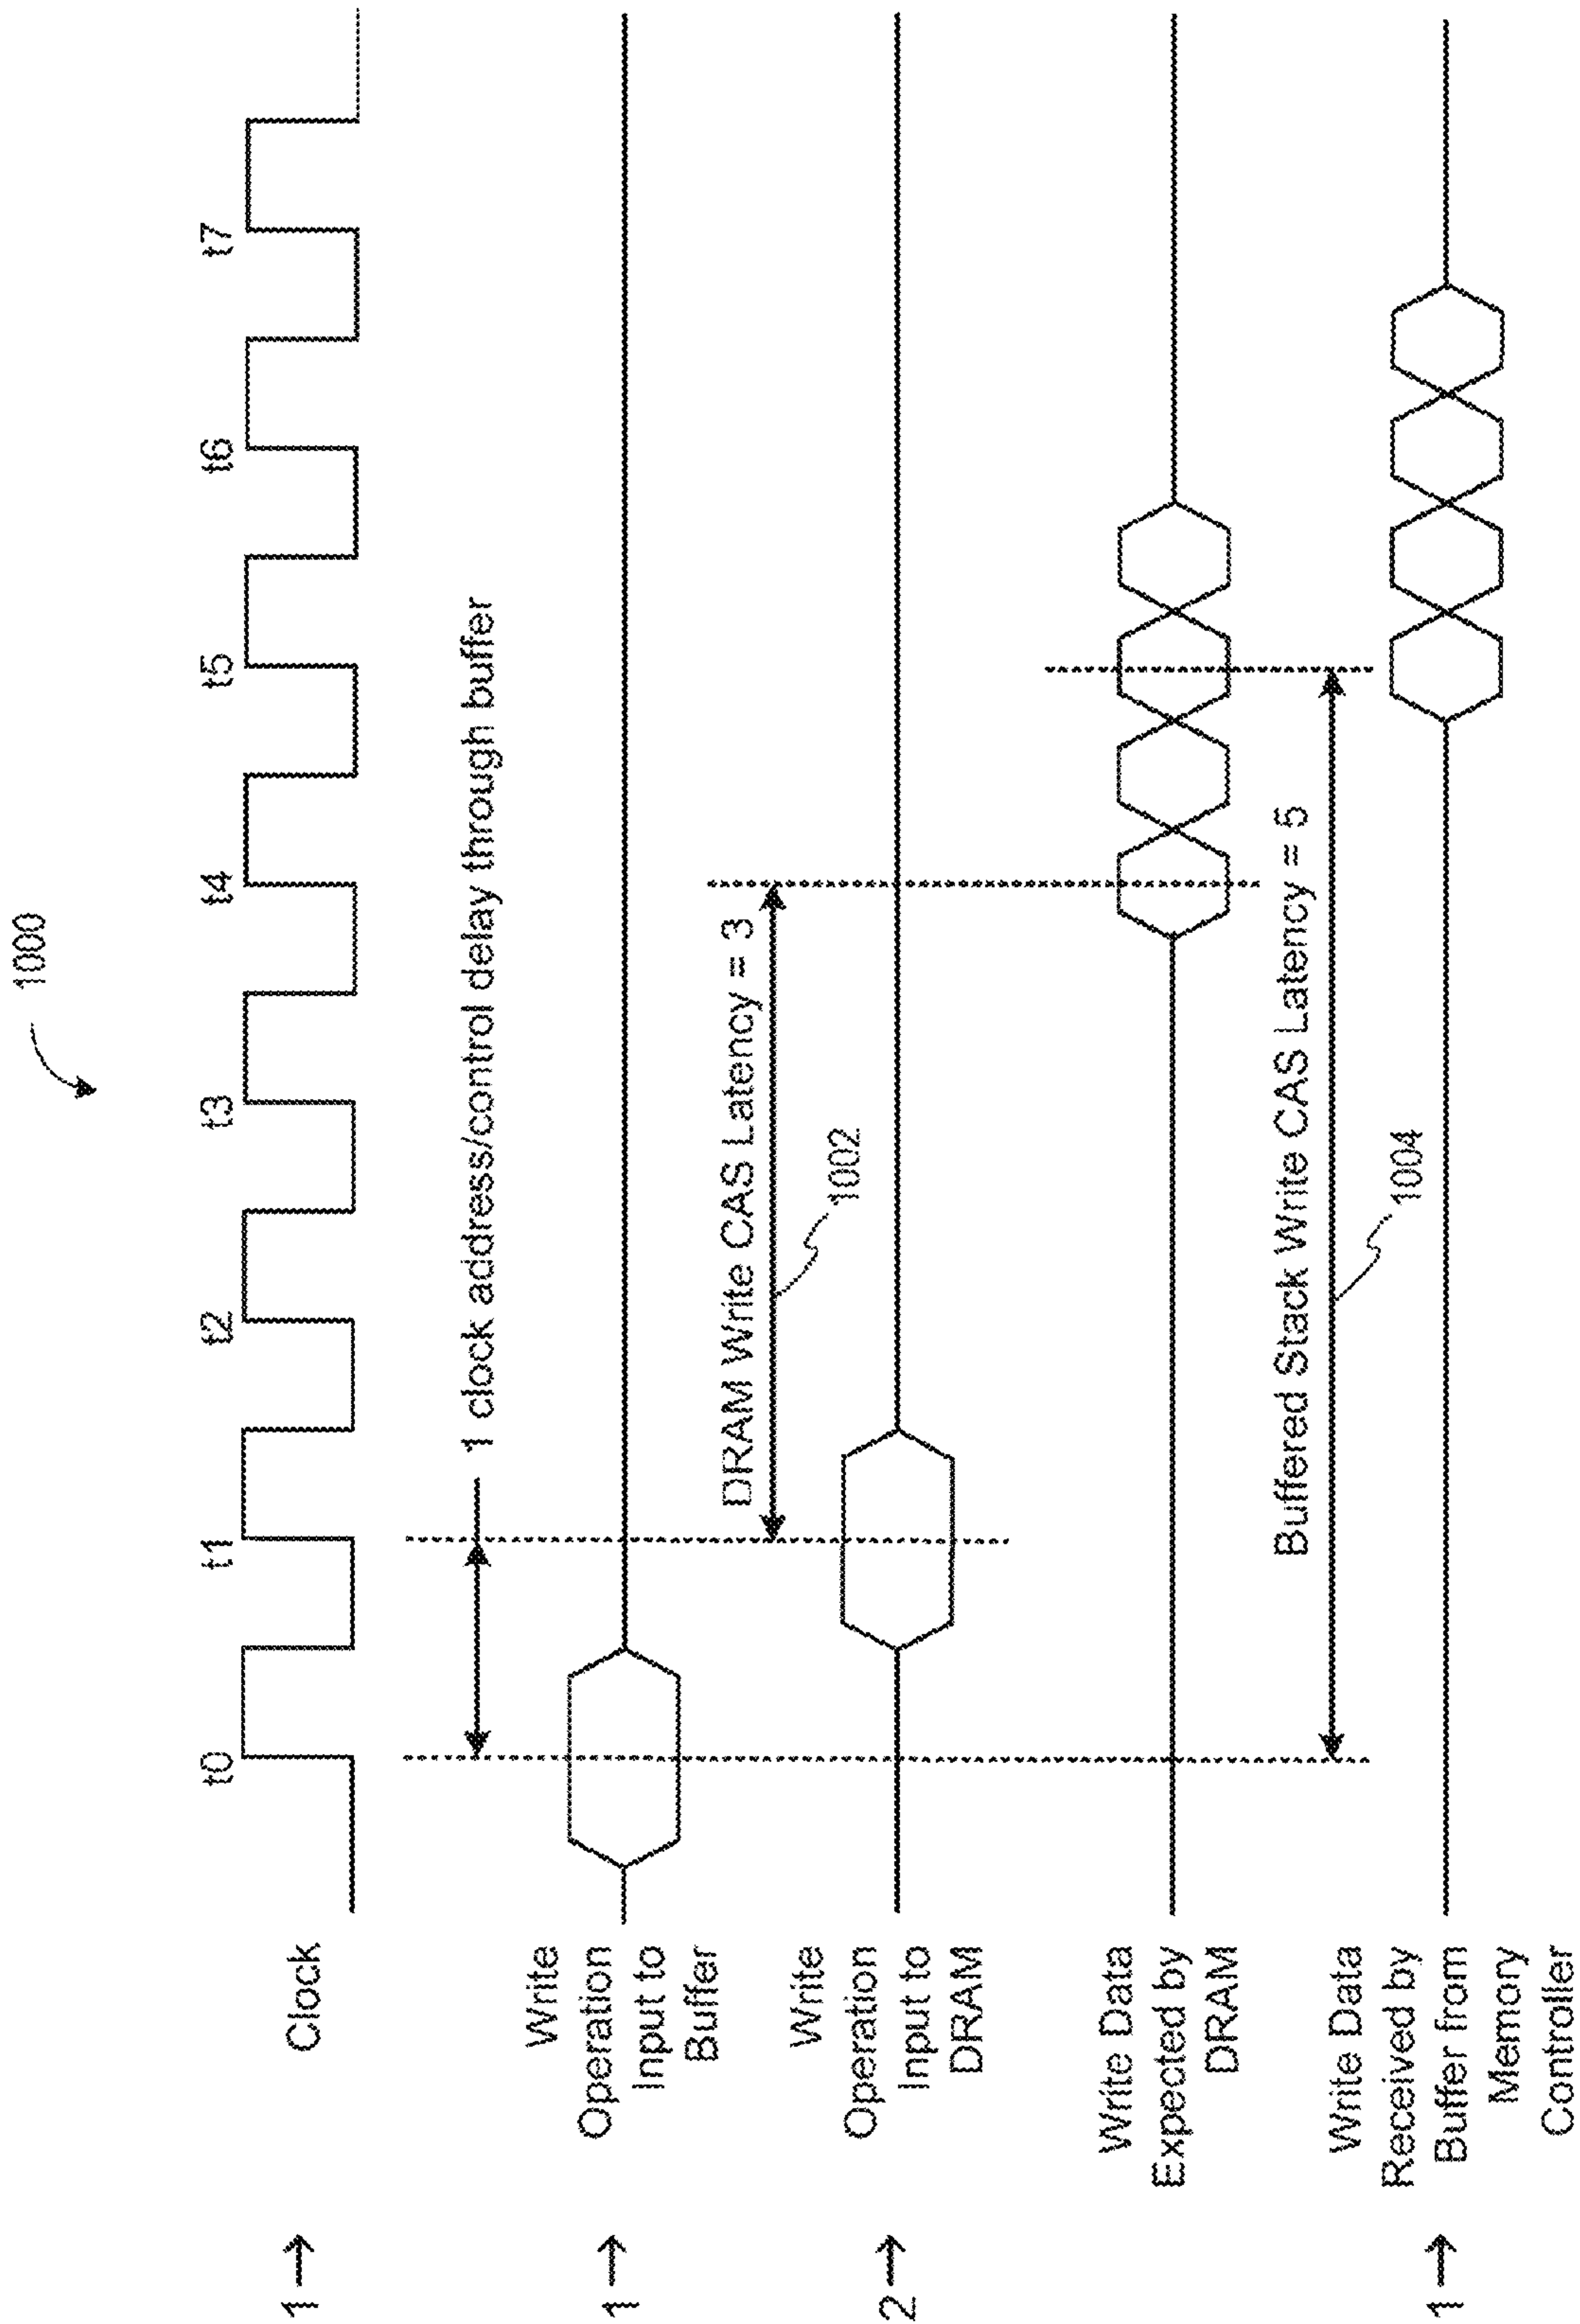 1000
t0 t1 t2 t3 t4 t5 t6 t7
1→ Clock
1 clock address/control delay through buffer
1→ Write
Operation
Input to
Buffer
DRAM Write CAS Latency = 3
1002
2→ Write
Operation
Input to
DRAM
Write Data
Expected by
DRAM
Buffered Stack Write CAS Latency = 5
1004
1→ Write Data
Received by
Buffer from
Memory
Controller